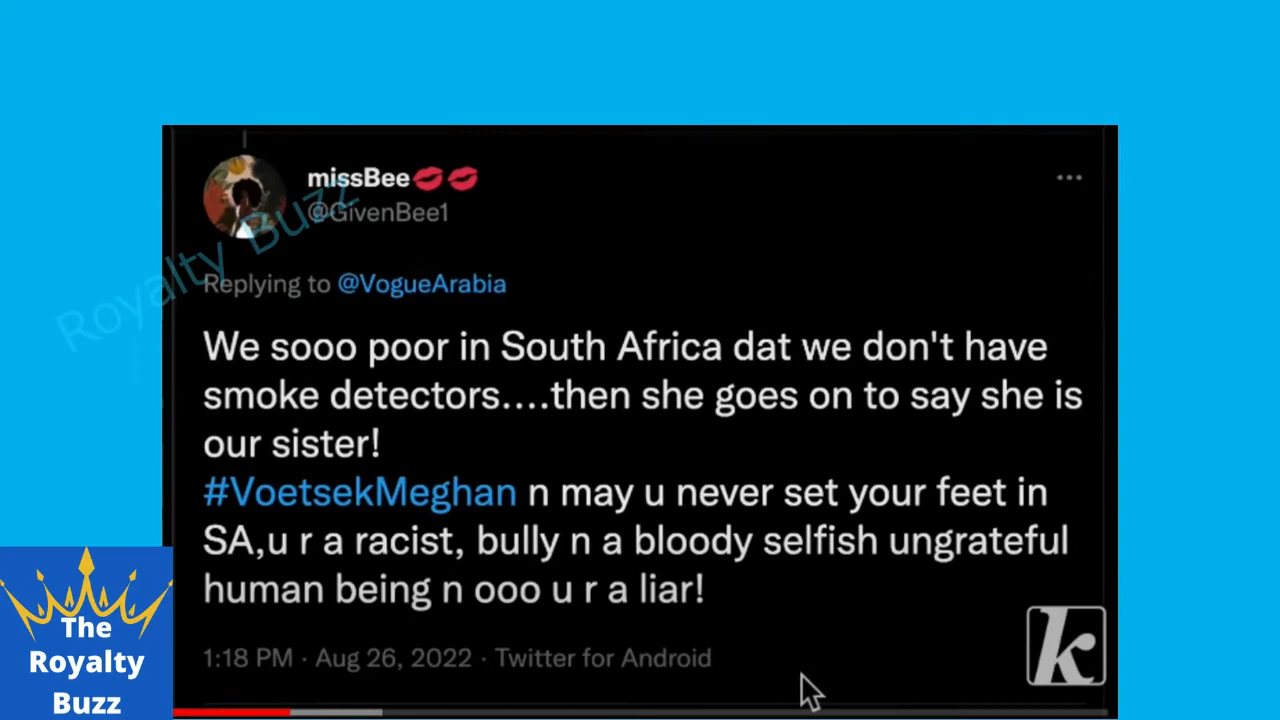 missBee💋💋
@GivenBee1
Royalty Buzz
Replying to @VogueArabia
We sooo poor in South Africa dat we don't have
smoke detectors....then she goes on to say she is
our sister!
#VoetsekMeghan n may u never set your feet in
SA,u r a racist, bully n a bloody selfish ungrateful
human being n ooo u r a liar!
1:18 PM · Aug 26, 2022 · Twitter for Android
k
The
Royalty
Buzz